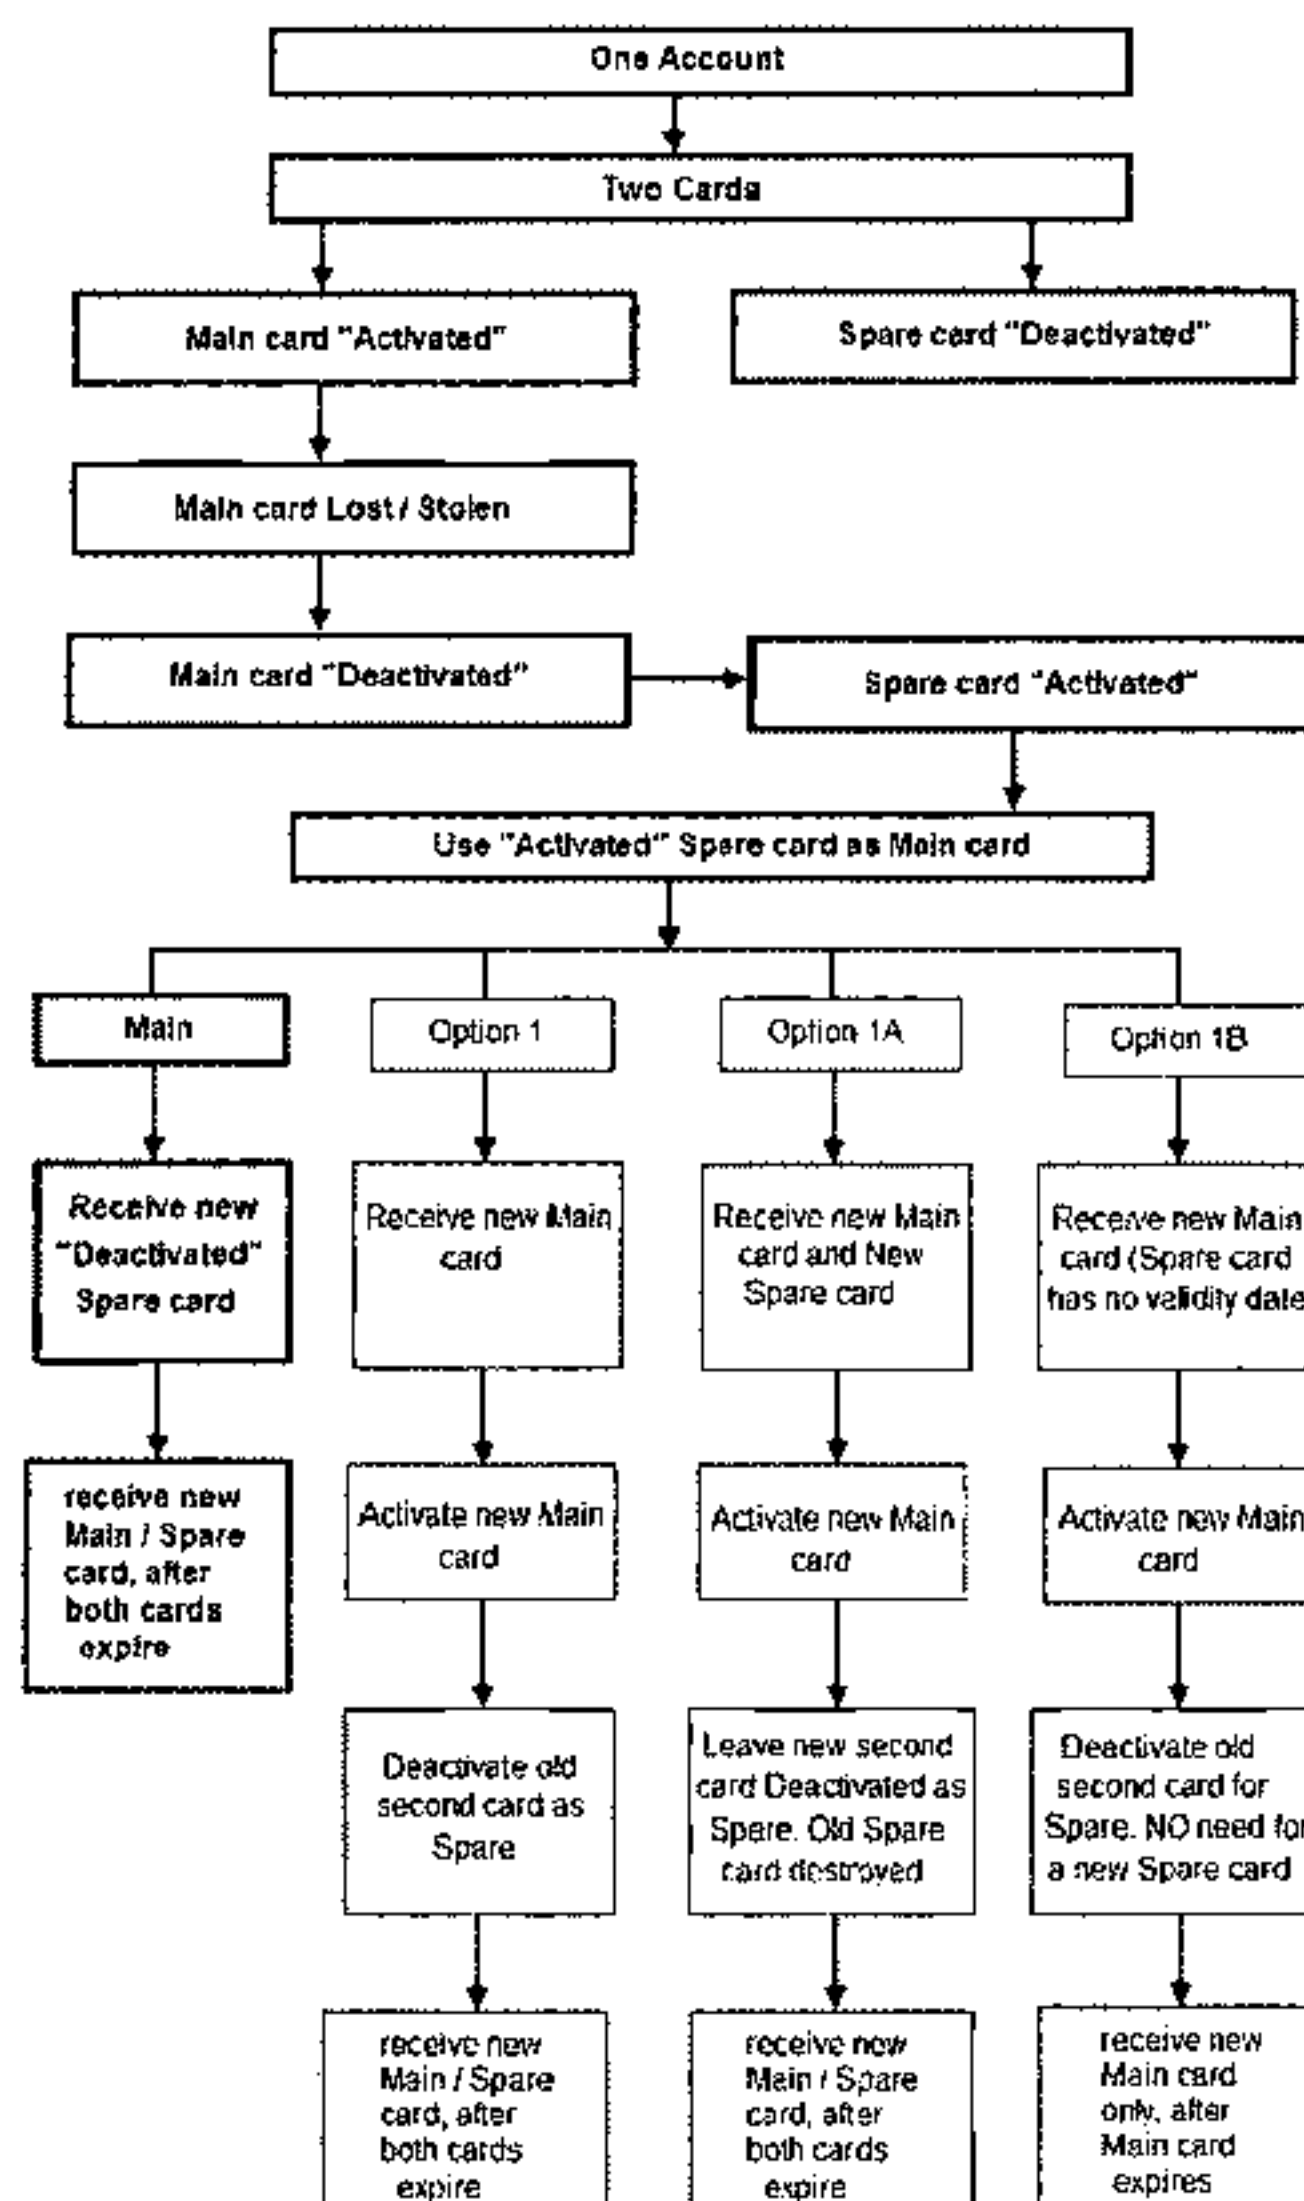 One Account
Two Cards
Main card "Activated"
Spare card "Deactivated"
Main card Lost / Stolen
Main card "Deactivated"
Spare card "Activated"
Use "Activated" Spare card as Main card
Main
Option 1
Option 1A
Option 1B
Receive new
"Deactivated"
Spare card
Receive new Main
card
Receive new Main
card and New
Spare card
Receive new Main
card (Spare card
has no validity date
receive new
Main / Spare
card, after
both cards
expire
Activate new Main
card
Activate new Main
card
Activate new Main
card
Deactivate old
second card as
Spare
Leave new second
card Deactivated as
Spare. Old Spare
card destroyed
Deactivate old
second card for
Spare. NO need for
a new Spare card
receive new
Main / Spare
card, after
both cards
expire
receive new
Main / Spare
card, after
both cards
expire
receive new
Main card
only, after
Main card
expires